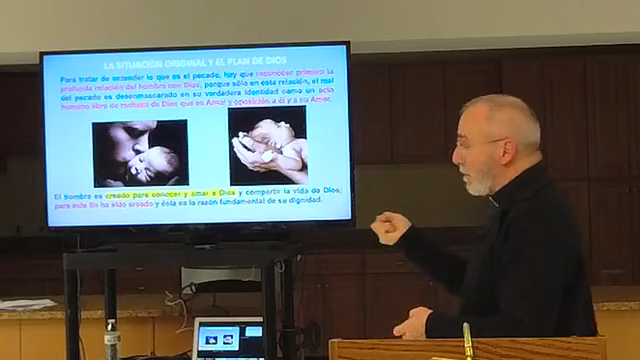 LA SITUACIÓN ORIGINAL Y EL PLAN DE DIOS
Para tratar de entender lo que es el pecado, hay que reconocer primero la
profunda relación del hombre con Dios, porque sólo en esta relación, el mal
del pecado es desenmascarado en su verdadera identidad como un acto
humano libre de rechazo de Dios que es Amor y oposición a él y a su Amor.
El hombre es creado para conocer y amar a Dios y compartir la vida de Dios;
para este fin ha sido creado y ésta es la razón fundamental de su dignidad.